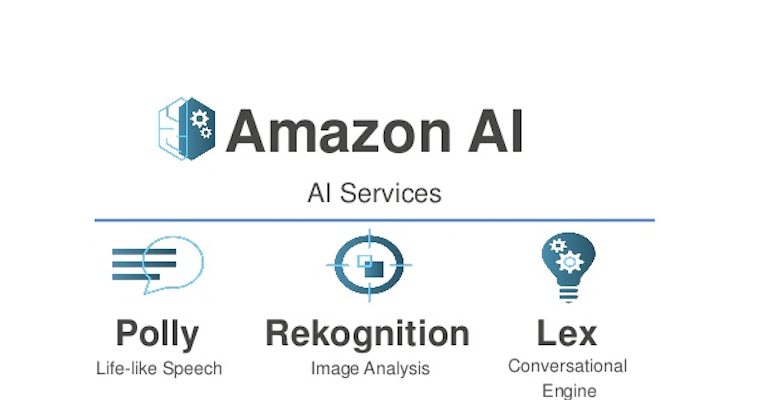 Amazon AI
AI Services
Polly
Rekognition
Lex
Life-like Speech
Image Analysis
Conversational
Engine